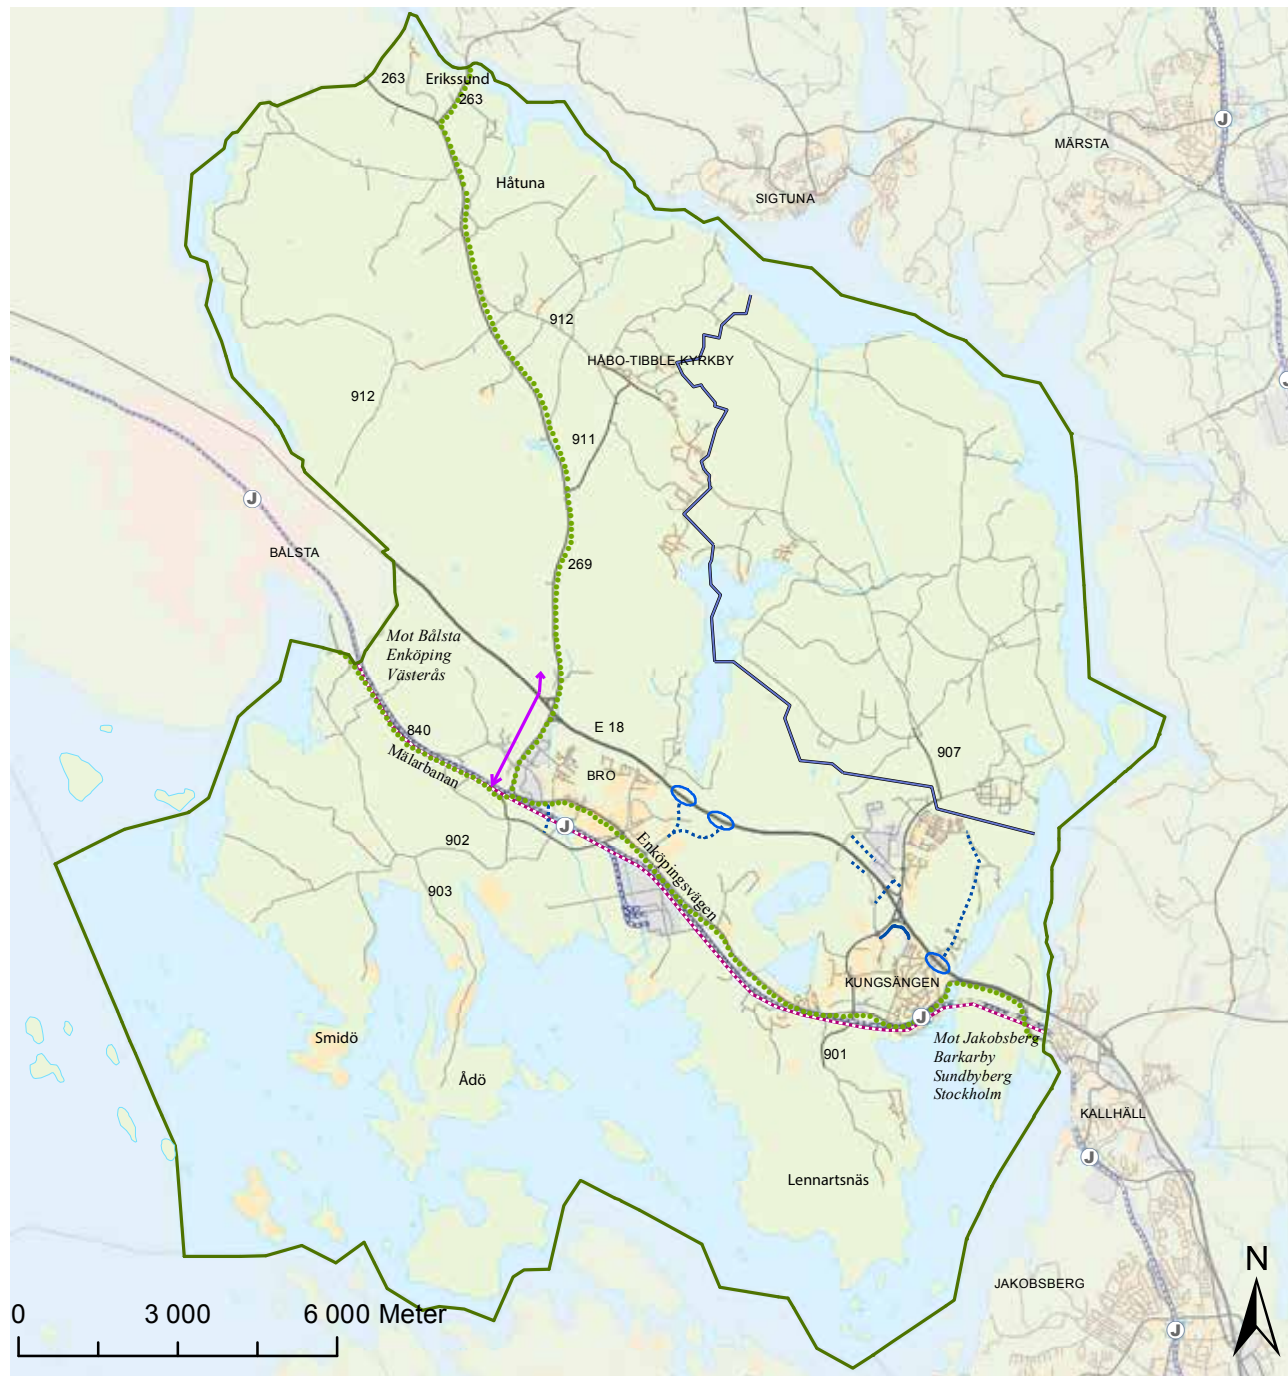 263
Erikssund
263
MÄRSTA
Håtuna
SIGTUNA
912
HÅBO-TIBBLE KYRKBY
912
911
BÅLSTA
269
Mot Bålsta
Enköping
Västerås
840
E 18
Mälarbanan
BRO
907
902
Enköpingsvägen
903
KUNGSÄNGEN
Smidö
901
Mot Jakobsberg
Barkarby
Sundbyberg
Stockholm
Ådö
KALLHÄLL
Lennartsnäs
JAKOBSBERG
N
0 3 000 6 000 Meter
J
J
J
J
J
J
J